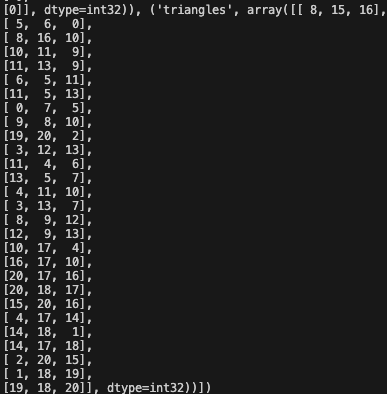 [0]], dtype=int32)), ('triangles', array([[ 8, 15, 16],
[ 5,  6,  0],
[ 8, 16, 10],
[10, 11,  9],
[11, 13,  9],
[ 6,  5, 11],
[11,  5, 13],
[ 0,  7,  5],
[ 9,  8, 10],
[19, 20,  2],
[ 3, 12, 13],
[11,  4,  6],
[13,  5,  7],
[ 4, 11, 10],
[ 3, 13,  7],
[ 8,  9, 12],
[12,  9, 13],
[10, 17,  4],
[16, 17, 10],
[20, 17, 16],
[20, 18, 17],
[15, 20, 16],
[ 4, 17, 14],
[14, 18,  1],
[14, 17, 18],
[ 2, 20, 15],
[ 1, 18, 19],
[19, 18, 20]], dtype=int32))])